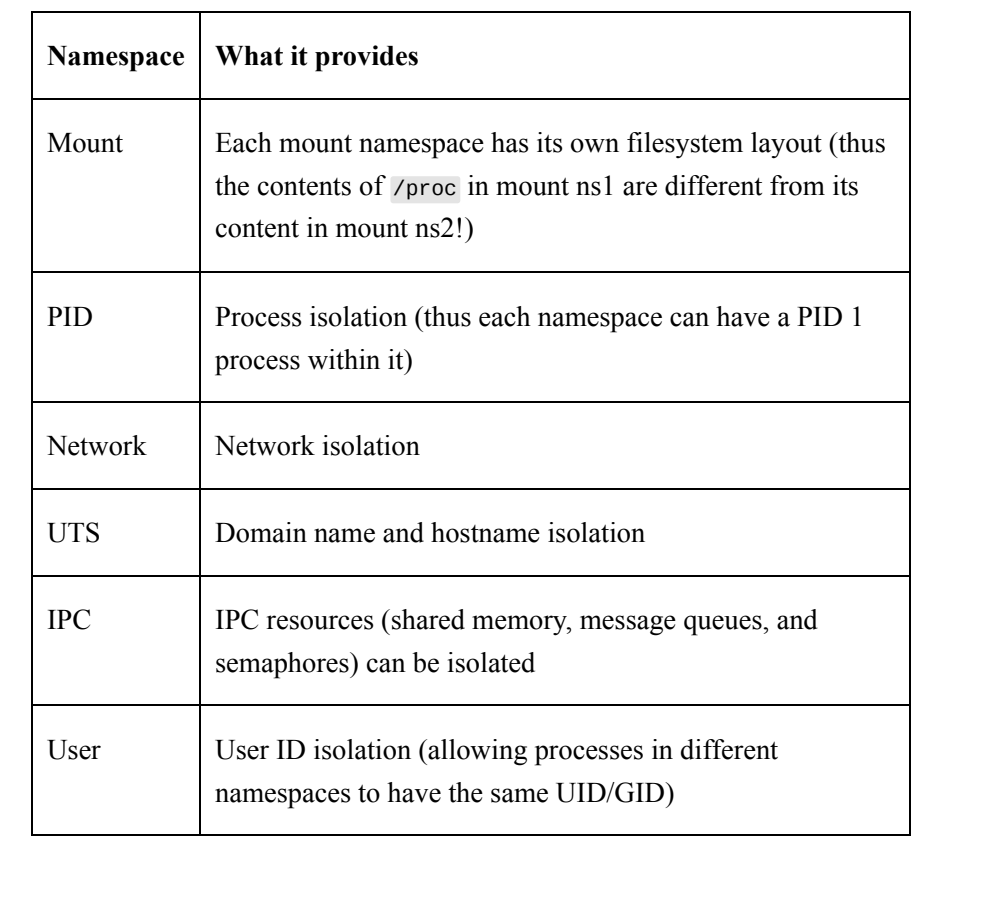 Namespace What it provides
Mount Each mount namespace has its own filesystem layout (thus
the contents of /proc in mount ns1 are different from its
content in mount ns2!)
PID Process isolation (thus each namespace can have a PID 1
process within it)
Network Network isolation
UTS Domain name and hostname isolation
IPC IPC resources (shared memory, message queues, and
semaphores) can be isolated
User User ID isolation (allowing processes in different
namespaces to have the same UID/GID)